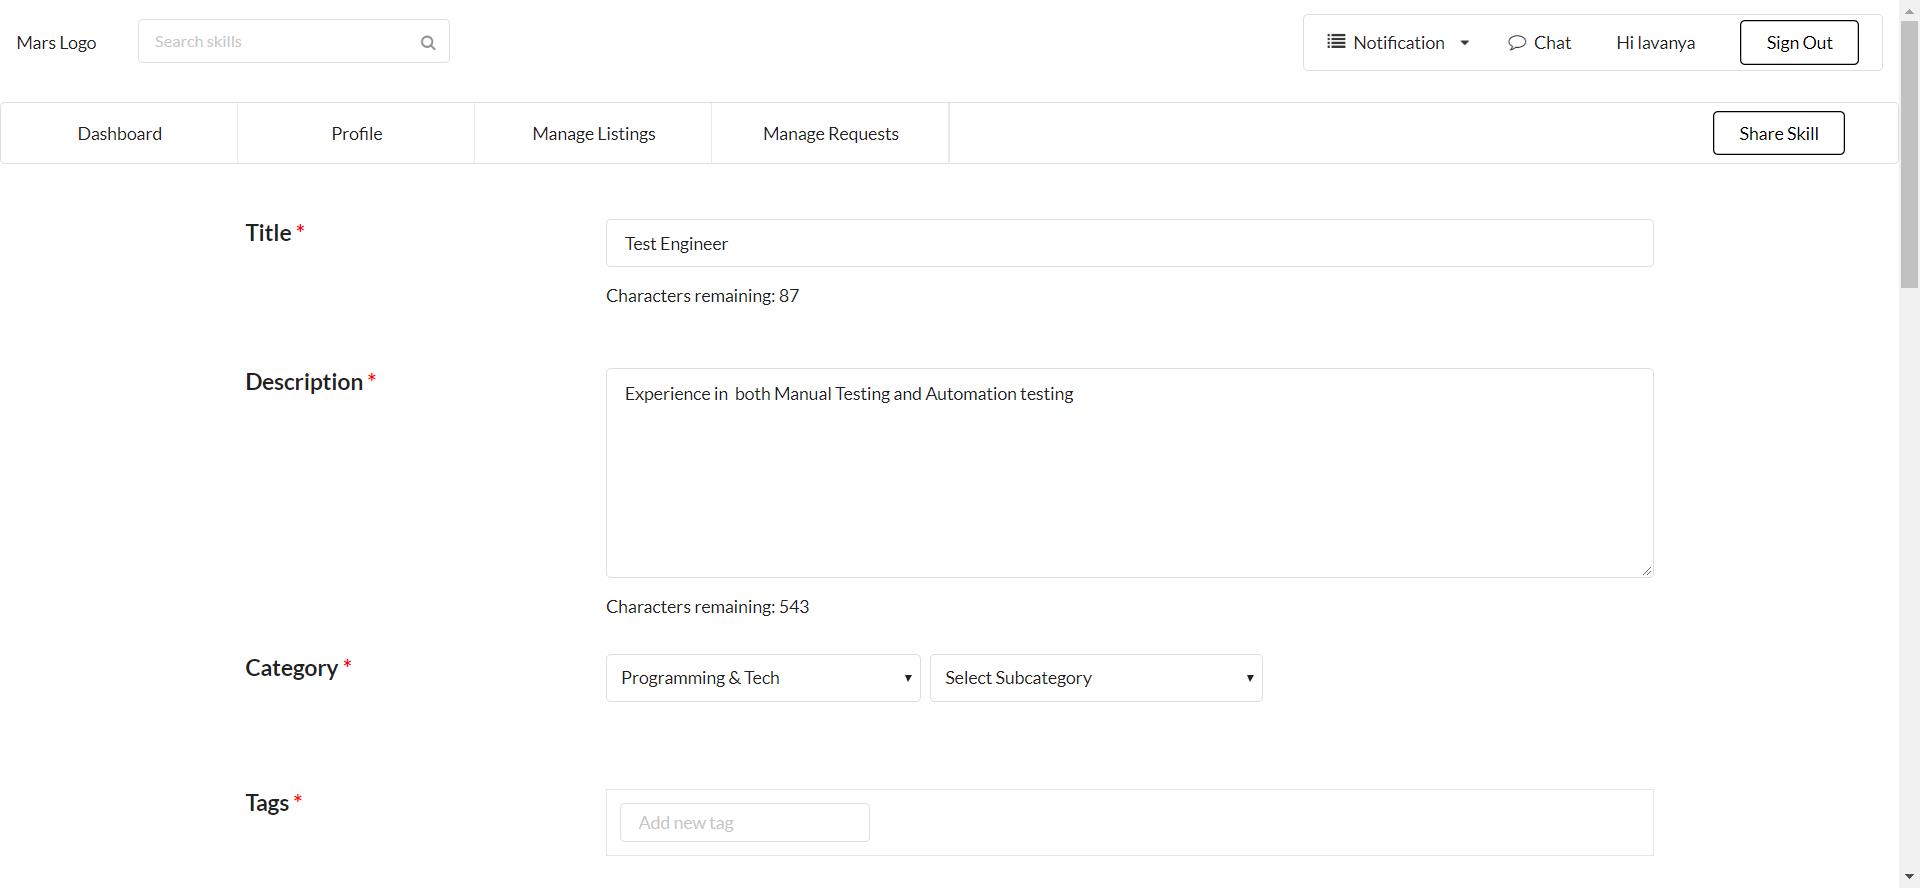 Mars Logo
Search skills
Notification
Chat
Hi lavanya
Sign Out
Dashboard
Profile
Manage Listings
Manage Requests
Share Skill
Title *
Test Engineer
Characters remaining: 87
Description *
Experience in  both Manual Testing and Automation testing
Characters remaining: 543
Category *
Programming & Tech
Select Subcategory
Tags *
Add new tag